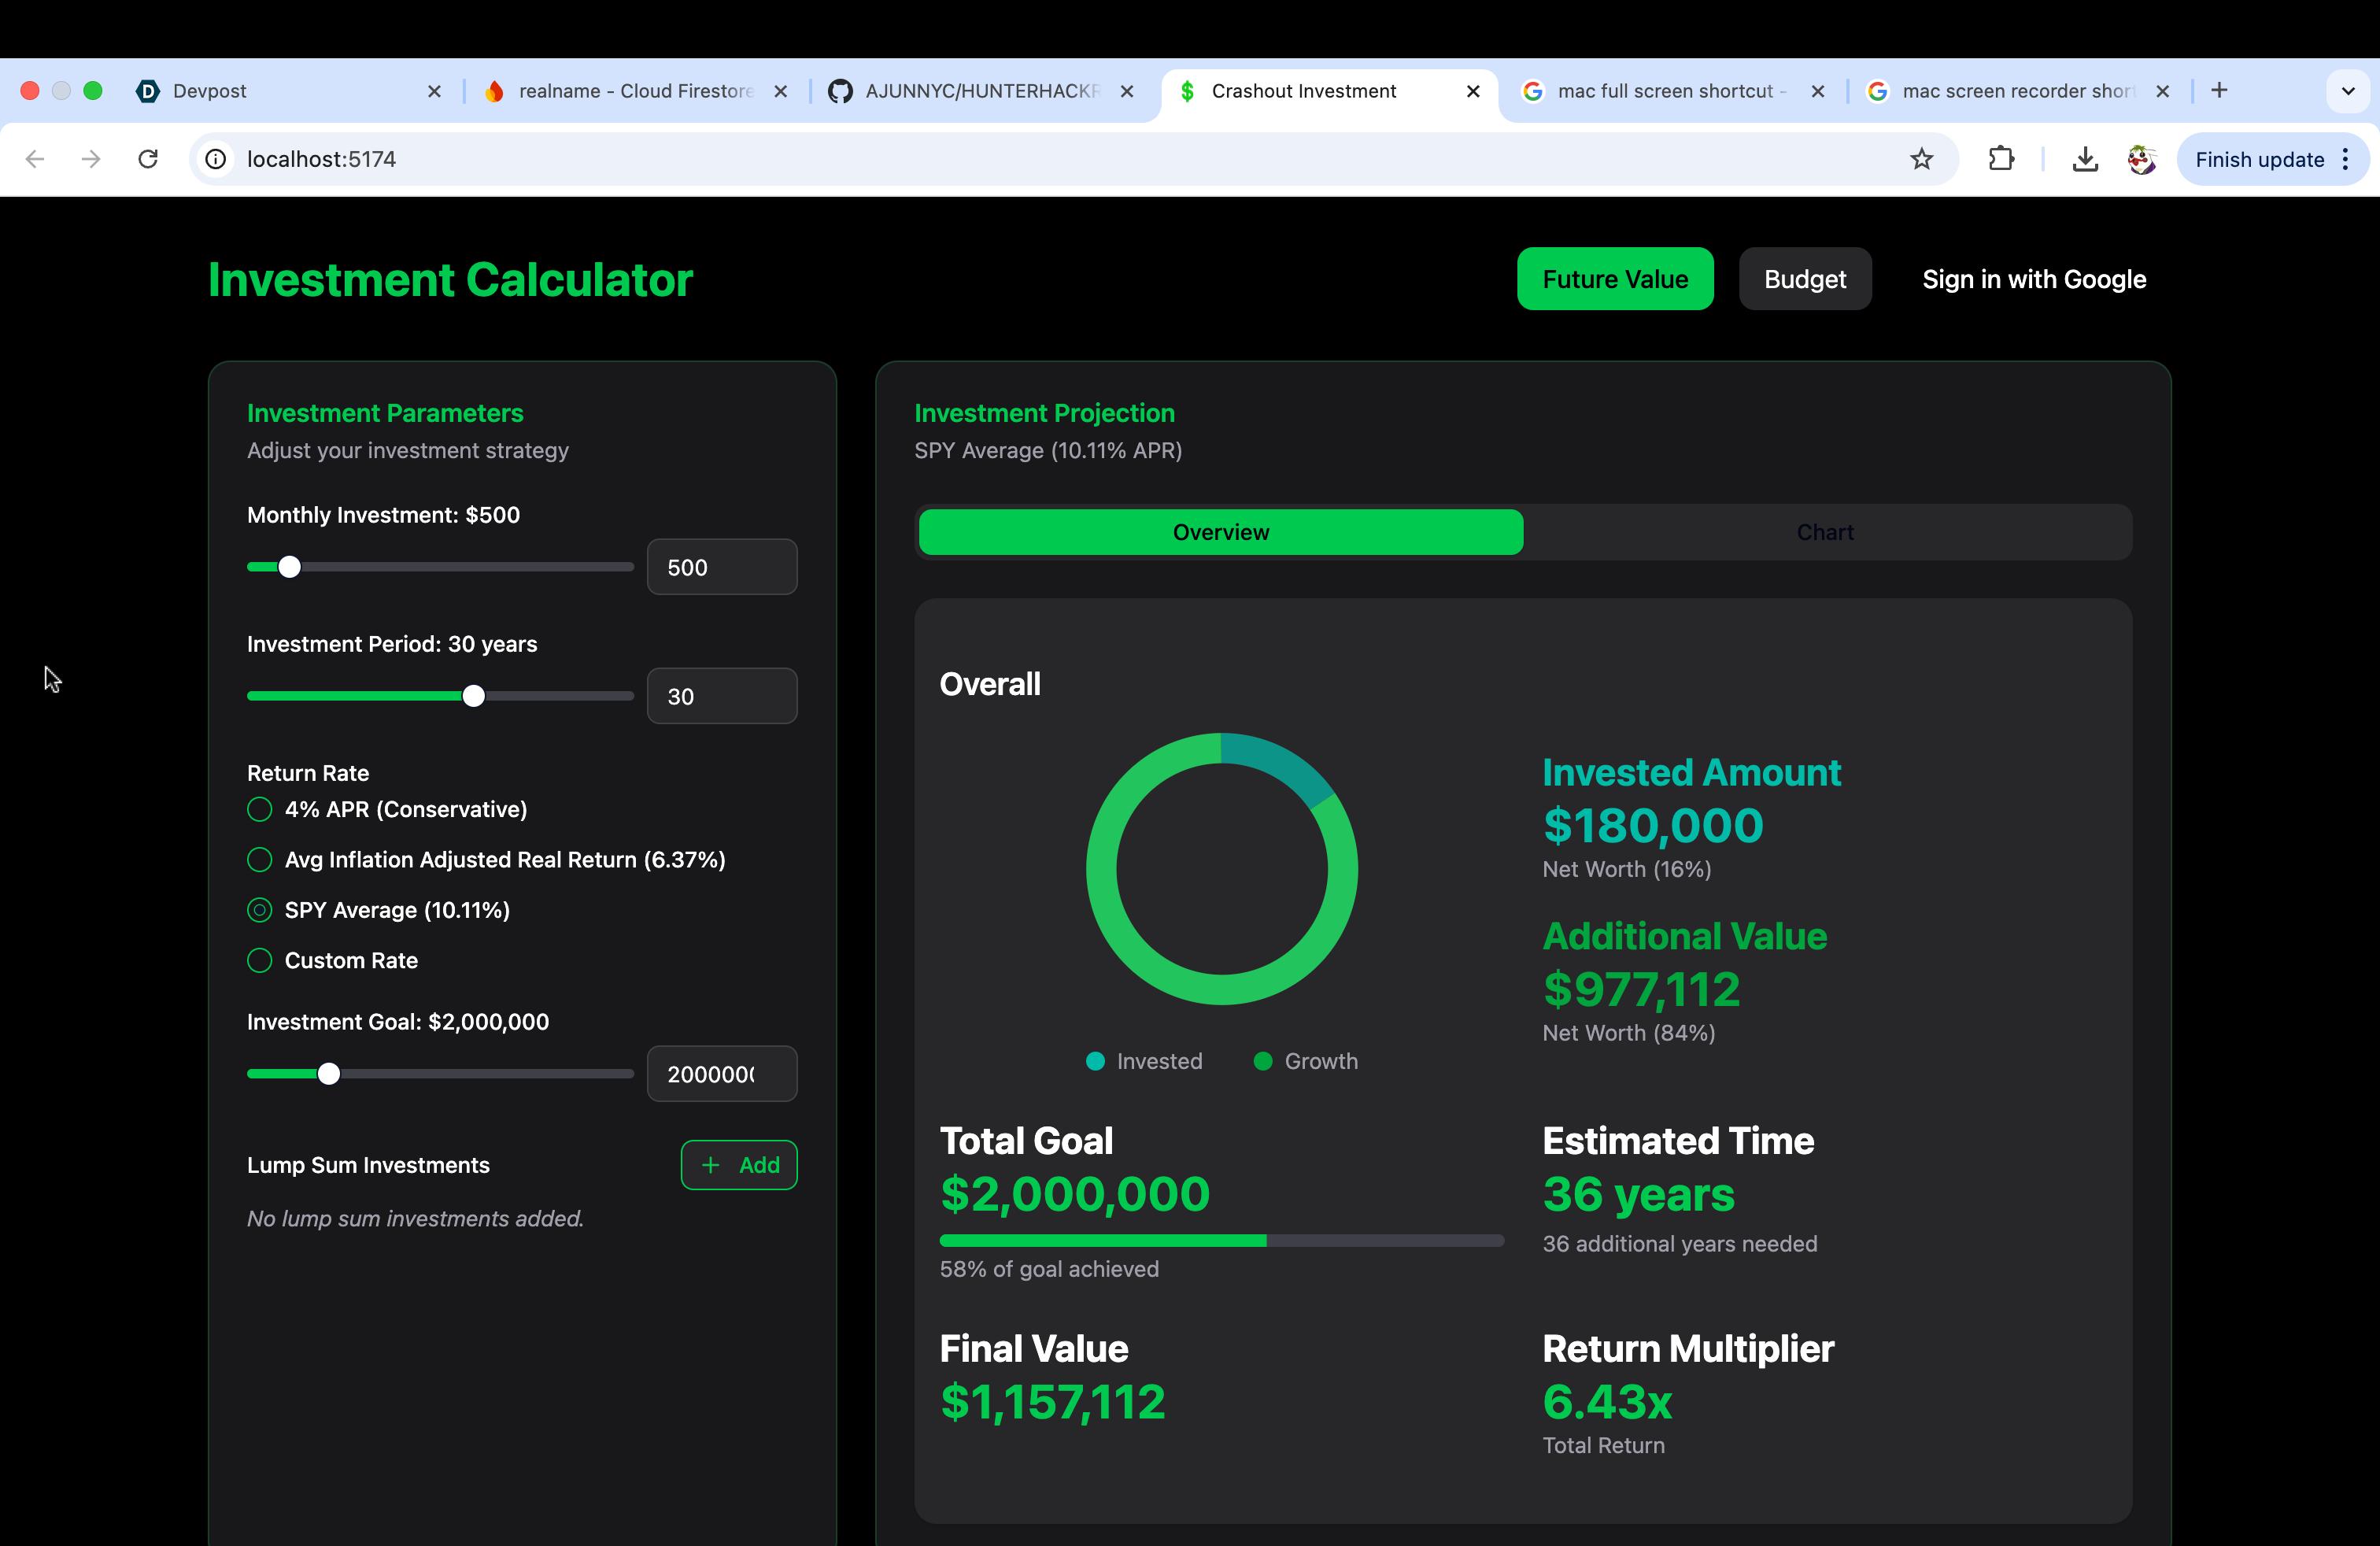 Devpost
realname - Cloud Firestore
AJUNNYC/HUNTERHACKR
Crashout Investment
mac full screen shortcut -
mac screen recorder short
localhost:5174
Finish update
Investment Calculator
Future Value
Budget
Sign in with Google
Investment Parameters
Adjust your investment strategy
Monthly Investment: $500
500
Investment Period: 30 years
30
Return Rate
4% APR (Conservative)
Avg Inflation Adjusted Real Return (6.37%)
SPY Average (10.11%)
Custom Rate
Investment Goal: $2,000,000
2000000
Lump Sum Investments
+ Add
No lump sum investments added.
Investment Projection
SPY Average (10.11% APR)
Overview
Chart
Overall
Invested
Growth
Invested Amount
$180,000
Net Worth (16%)
Additional Value
$977,112
Net Worth (84%)
Total Goal
$2,000,000
58% of goal achieved
Estimated Time
36 years
36 additional years needed
Final Value
$1,157,112
Return Multiplier
6.43x
Total Return